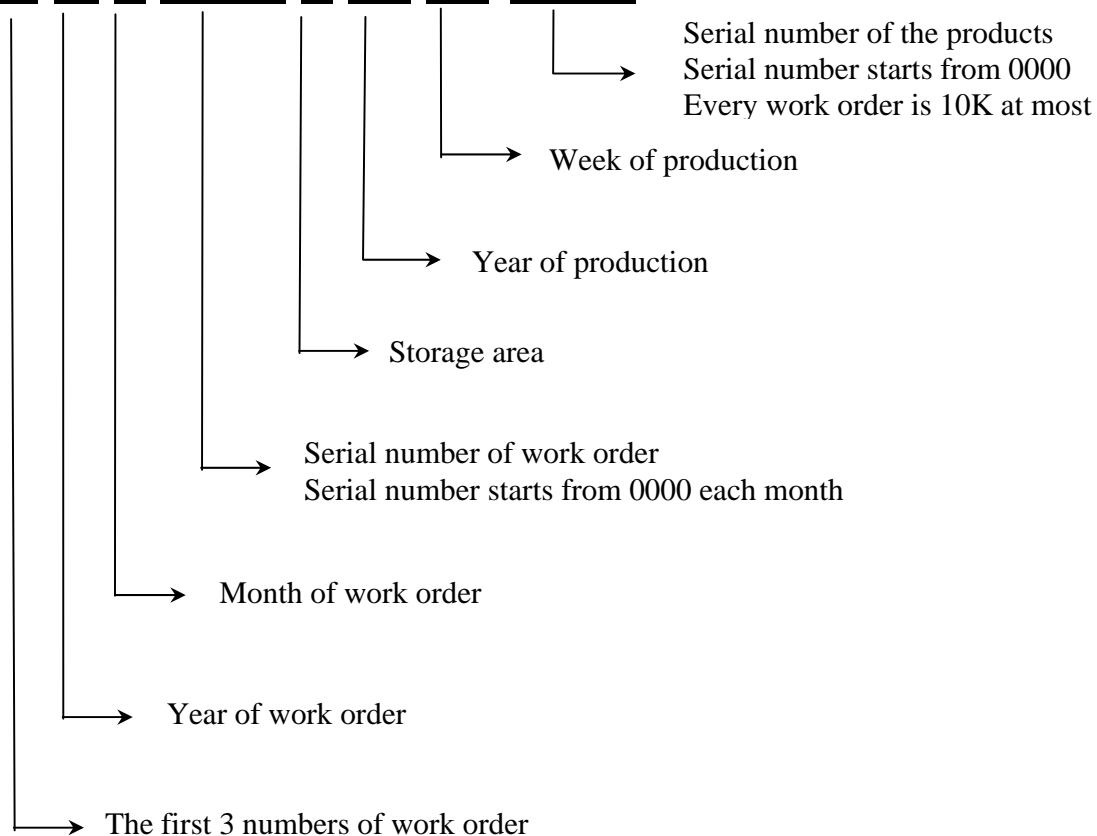 Serial number of the products
Serial number starts from 0000
Every work order is 10K at most
Week of production
Year of production
Storage area
Serial number of work order
Serial number starts from 0000 each month
Month of work order
Year of work order
The first 3 numbers of work order